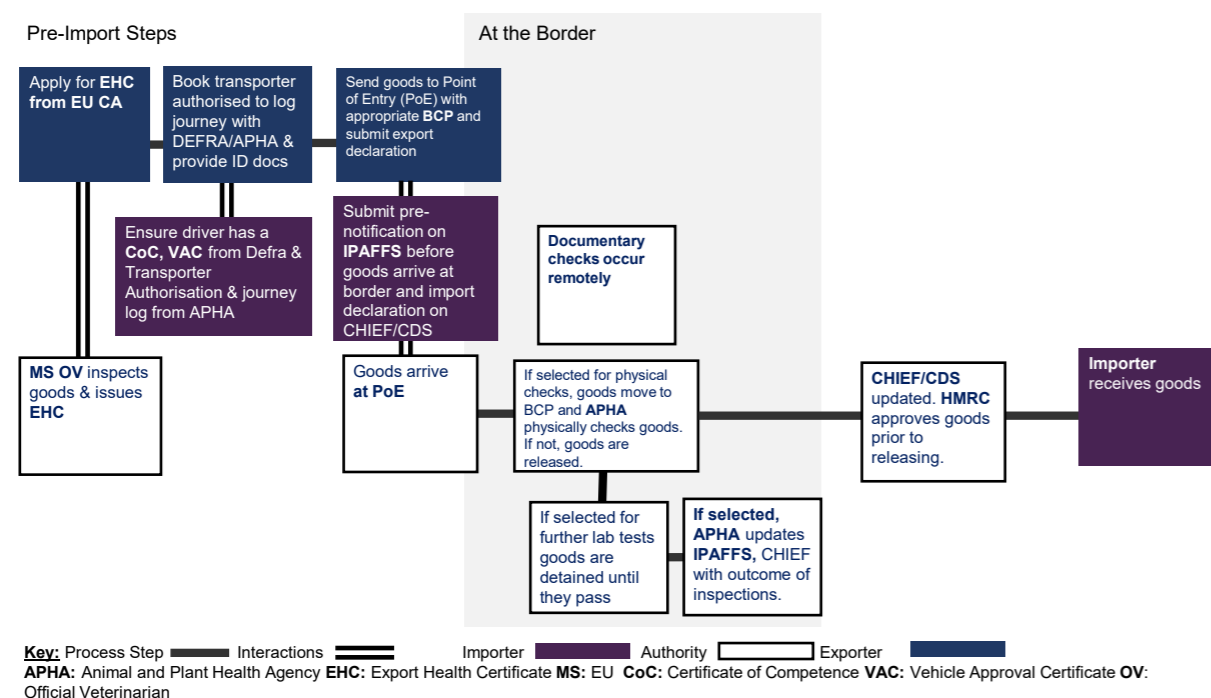 Pre-Import Steps
At the Border
Apply for EHC
from EU CA
Book transporter
authorised to log
journey with
DEFRA/APHA &
provide ID docs
Send goods to Point
of Entry (PoE) with
appropriate BCP and
submit export
declaration
Ensure driver has a
CoC, VAC from Defra &
Transporter
Authorisation & journey
log from APHA
Submit pre-
notification on
IPAFFS before
goods arrive at
border and import
declaration on
CHIEF/CDS
Documentary
checks occur
remotely
MS OV inspects
goods & issues
EHC
Goods arrive
at PoE
If selected for physical
checks, goods move to
BCP and APHA
physically checks goods.
If not, goods are
released.
CHIEF/CDS
updated. HMRC
approves goods
prior to
releasing.
Importer
receives goods
If selected for
further lab tests
goods are
detained until
they pass
If selected,
APHA updates
IPAFFS, CHIEF
with outcome of
inspections.
Key: Process Step Interactions Importer Authority Exporter
APHA: Animal and Plant Health Agency EHC: Export Health Certificate MS: EU CoC: Certificate of Competence VAC: Vehicle Approval Certificate OV:
Official Veterinarian